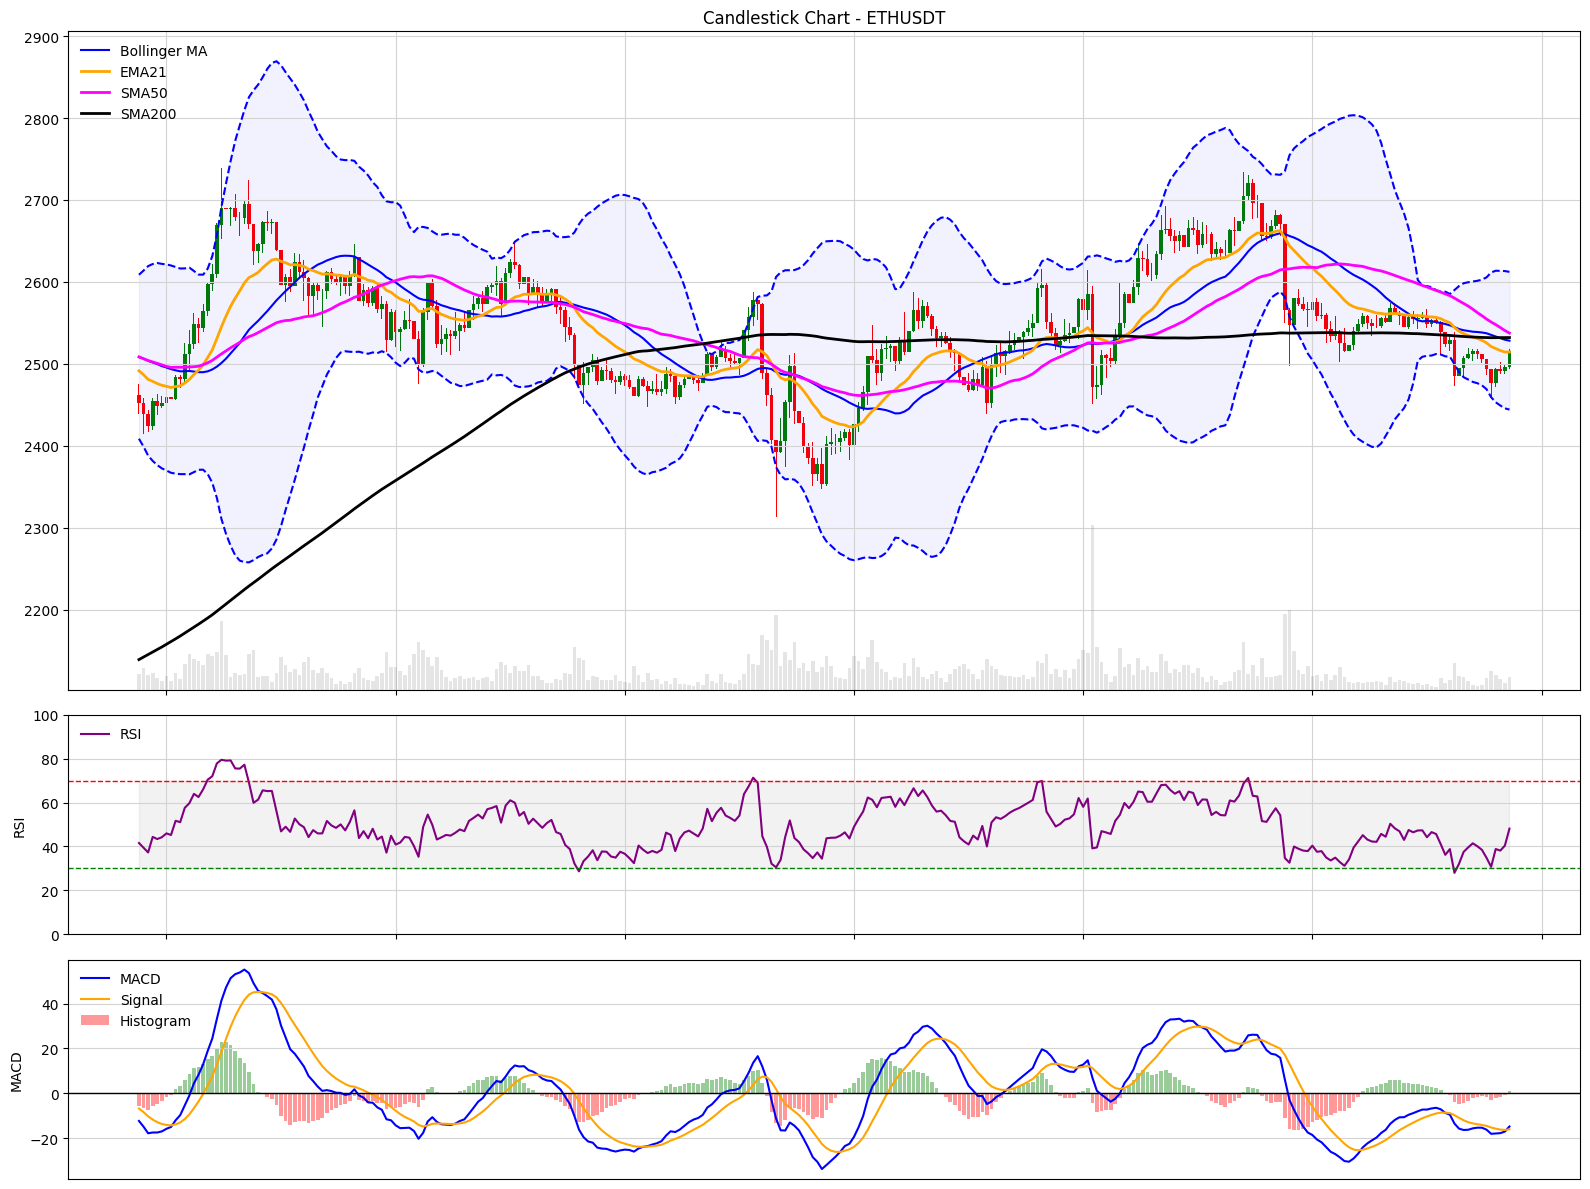 Candlestick Chart - ETHUSDT
2900
2800
2700
2600
2500
2400
2300
2200
Bollinger MA
EMA21
SMA50
SMA200
100
80
60
40
20
0
RSI
RSI
40
20
0
−20
MACD
MACD
Signal
Histogram